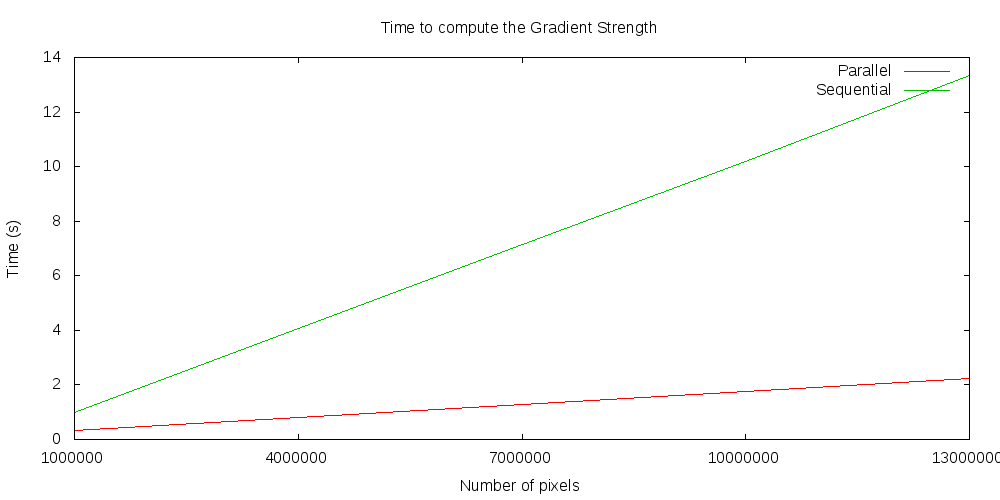 Time to compute the Gradient Strength
Parallel
Sequential
14
12
10
8
6
4
2
0
Time (s)
1000000 4000000 7000000 10000000 13000000
Number of pixels